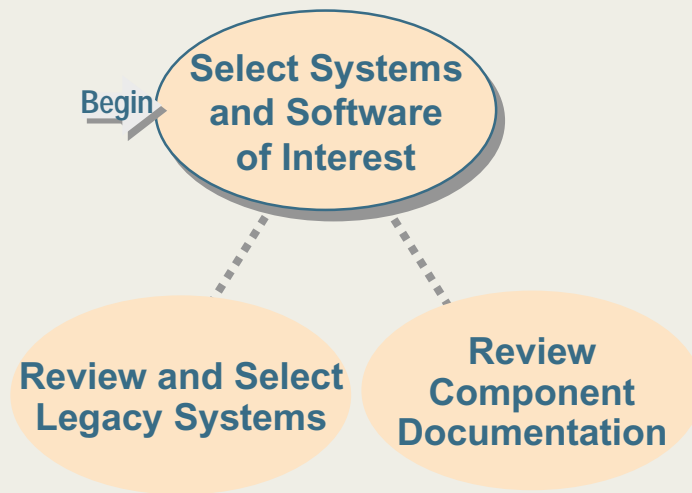 Select Systems
and Software
of Interest
Begin
Review and Select
Legacy Systems
Review
Component
Documentation